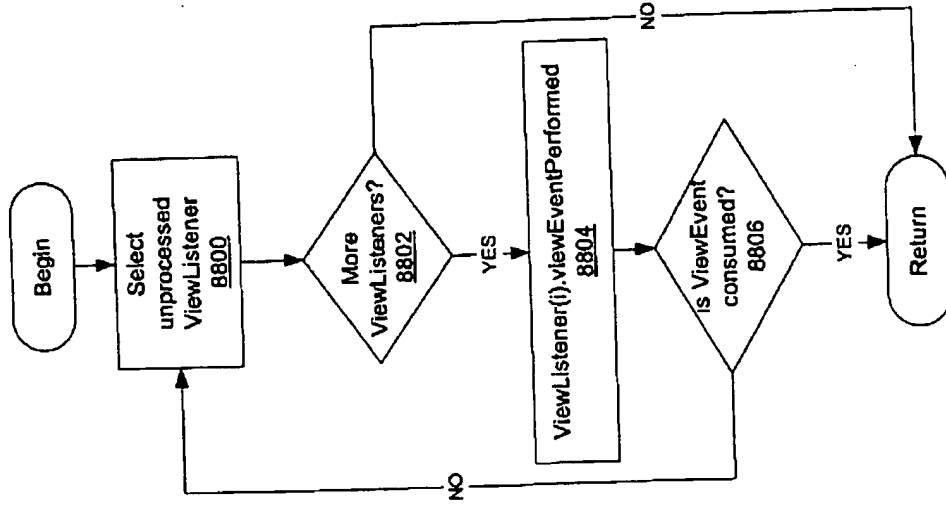 Begin
Select
unprocessed
ViewListener
8800
More
ViewListeners?
8802
YES
NO
ViewListener(i).viewEventPerformed
8804
Is ViewEvent
consumed?
8806
NO
YES
Return